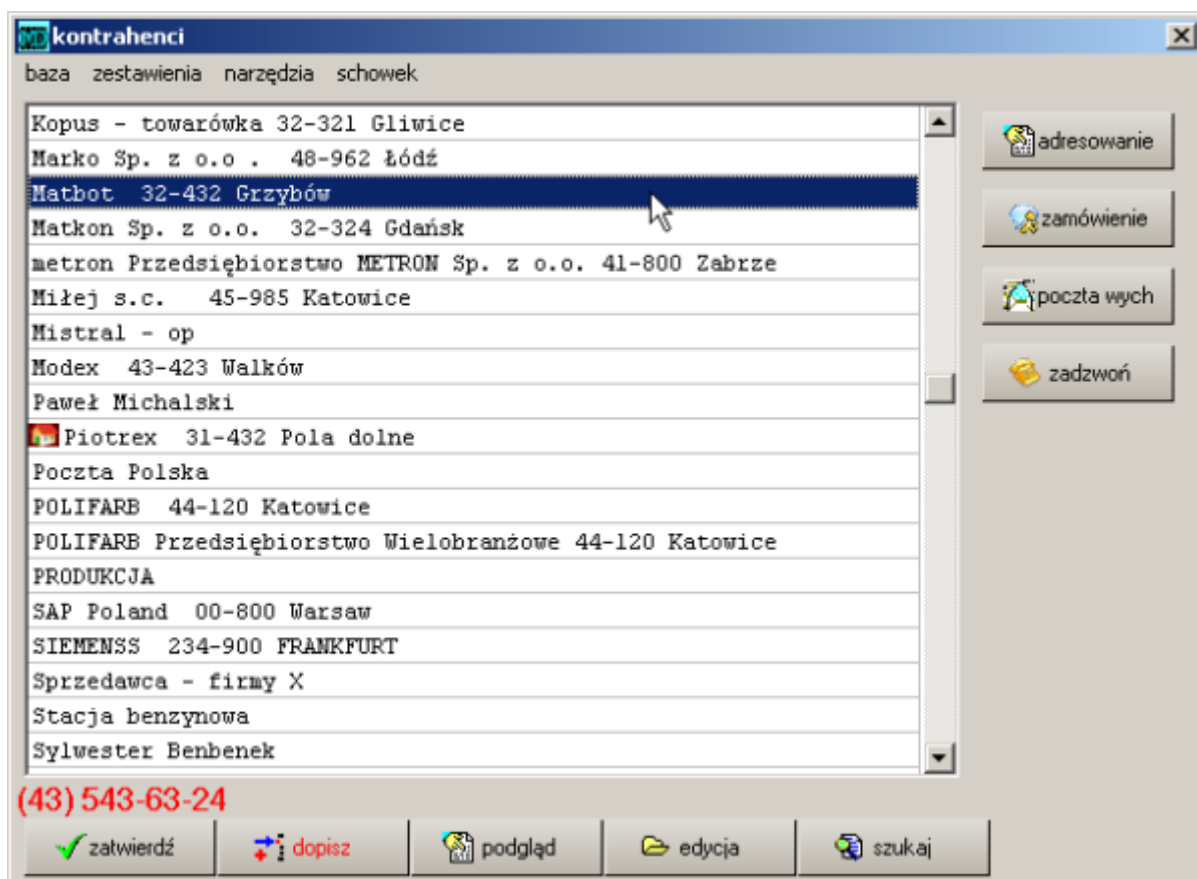 kontrahenci
baza zestawienia narzędzia schowek
Kopus - towarówka 32-321 Gliwice
Marko Sp. z o.o . 48-962 Łódź
Matbot 32-432 Grzybów
Matkon Sp. z o.o. 32-324 Gdańsk
metron Przedsiębiorstwo METRON Sp. z o.o. 41-800 Zabrze
Miłej s.c. 45-985 Katowice
Mistral - op
Modex 43-423 Walków
Paweł Michalski
Piotrex 31-432 Pola dolne
Poczta Polska
POLIFARB 44-120 Katowice
POLIFARB Przedsiębiorstwo Wielobranżowe 44-120 Katowice
PRODUKCJA
SAP Poland 00-800 Warsaw
SIEMENSS 234-900 FRANKFURT
Sprzedawca - firmy X
Stacja benzynowa
Sylwester Benbenek
adresowanie
zamówienie
poczta wych
zadzwoń
(43) 543-63-24
zatwierdź dopisz podgląd edycja szukaj